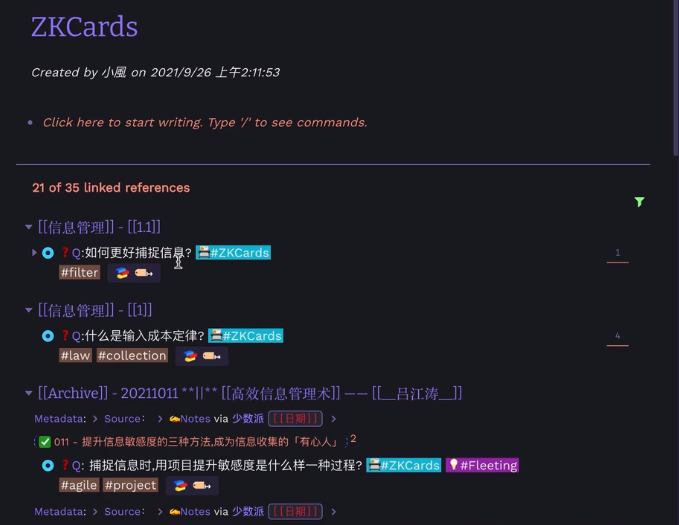 ZKCards
Created by 小風 on 2021/9/26 上午2:11:53
Click here to start writing. Type '/' to see commands.
21 of 35 linked references
[[信息管理]] - [[1.1]]
❓Q:如何更好捕捉信息? 📇#ZKCards
1
#filter
[[信息管理]] - [[1]]
❓Q:什么是输入成本定律? 📇#ZKCards
4
#law #collection
[[Archive]] - 20211011 **||** [[高效信息管理术]] —— [[__吕江涛__]]
Metadata: > Source: > ✍Notes via 少数派 [[日期]] >
✅ 011 - 提升信息敏感度的三种方法,成为信息收集的「有心人」 2
❓Q: 捕捉信息时,用项目提升敏感度是什么样一种过程? 📇#ZKCards 💡#Fleeting
#agile #project
Metadata: > Source: > ✍Notes via 少数派 [[日期]] >